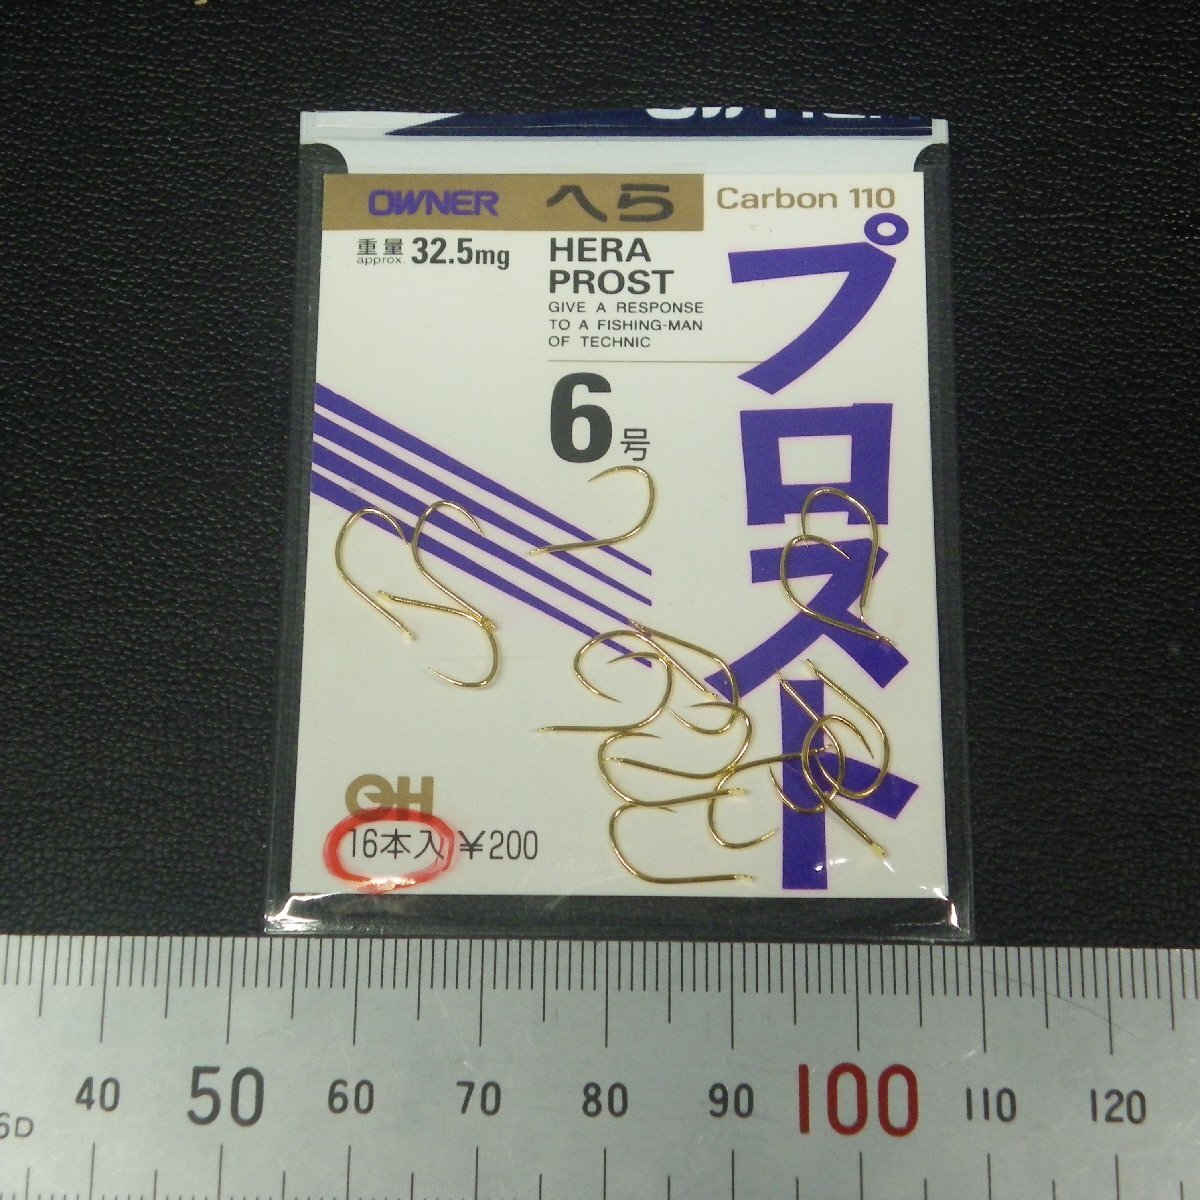 OWNER へら Carbon 110
重量 approx. 32.5mg
HERA
PROST
GIVE A RESPONSE
TO A FISHING-MAN
OF TECHNIC
6号
プロスト
QH
16本入 ¥200
40 50 60 70 80 90 100 110 120